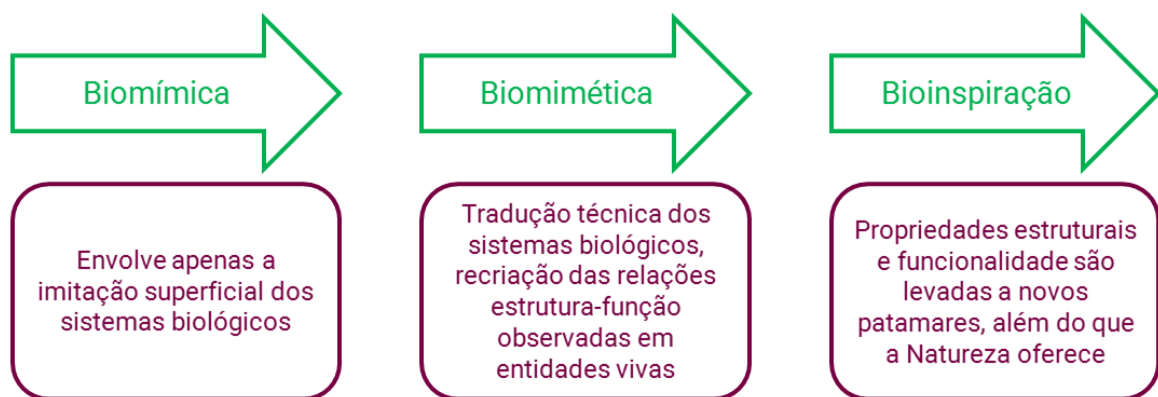 Biomímica
Envolve apenas a
imitação superficial dos
sistemas biológicos
Biomimética
Tradução técnica dos
sistemas biológicos,
recriação das relações
estrutura-função
observadas em
entidades vivas
Bioinspiração
Propriedades estruturais
e funcionalidade são
levadas a novos
patamares, além do que
a Natureza oferece